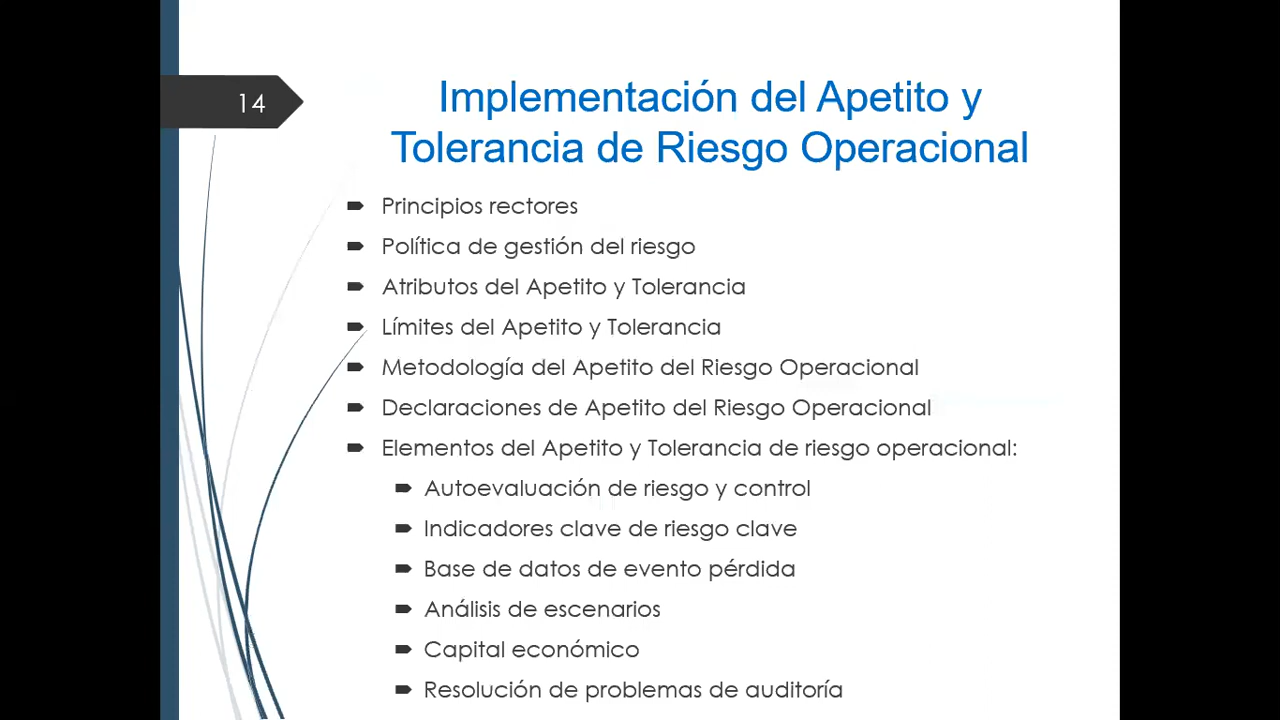 14
Implementación del Apetito y
Tolerancia de Riesgo Operacional
Principios rectores
Política de gestión del riesgo
Atributos del Apetito y Tolerancia
Límites del Apetito y Tolerancia
Metodología del Apetito del Riesgo Operacional
Declaraciones de Apetito del Riesgo Operacional
Elementos del Apetito y Tolerancia de riesgo operacional:
Autoevaluación de riesgo y control
Indicadores clave de riesgo clave
Base de datos de evento pérdida
Análisis de escenarios
Capital económico
Resolución de problemas de auditoría